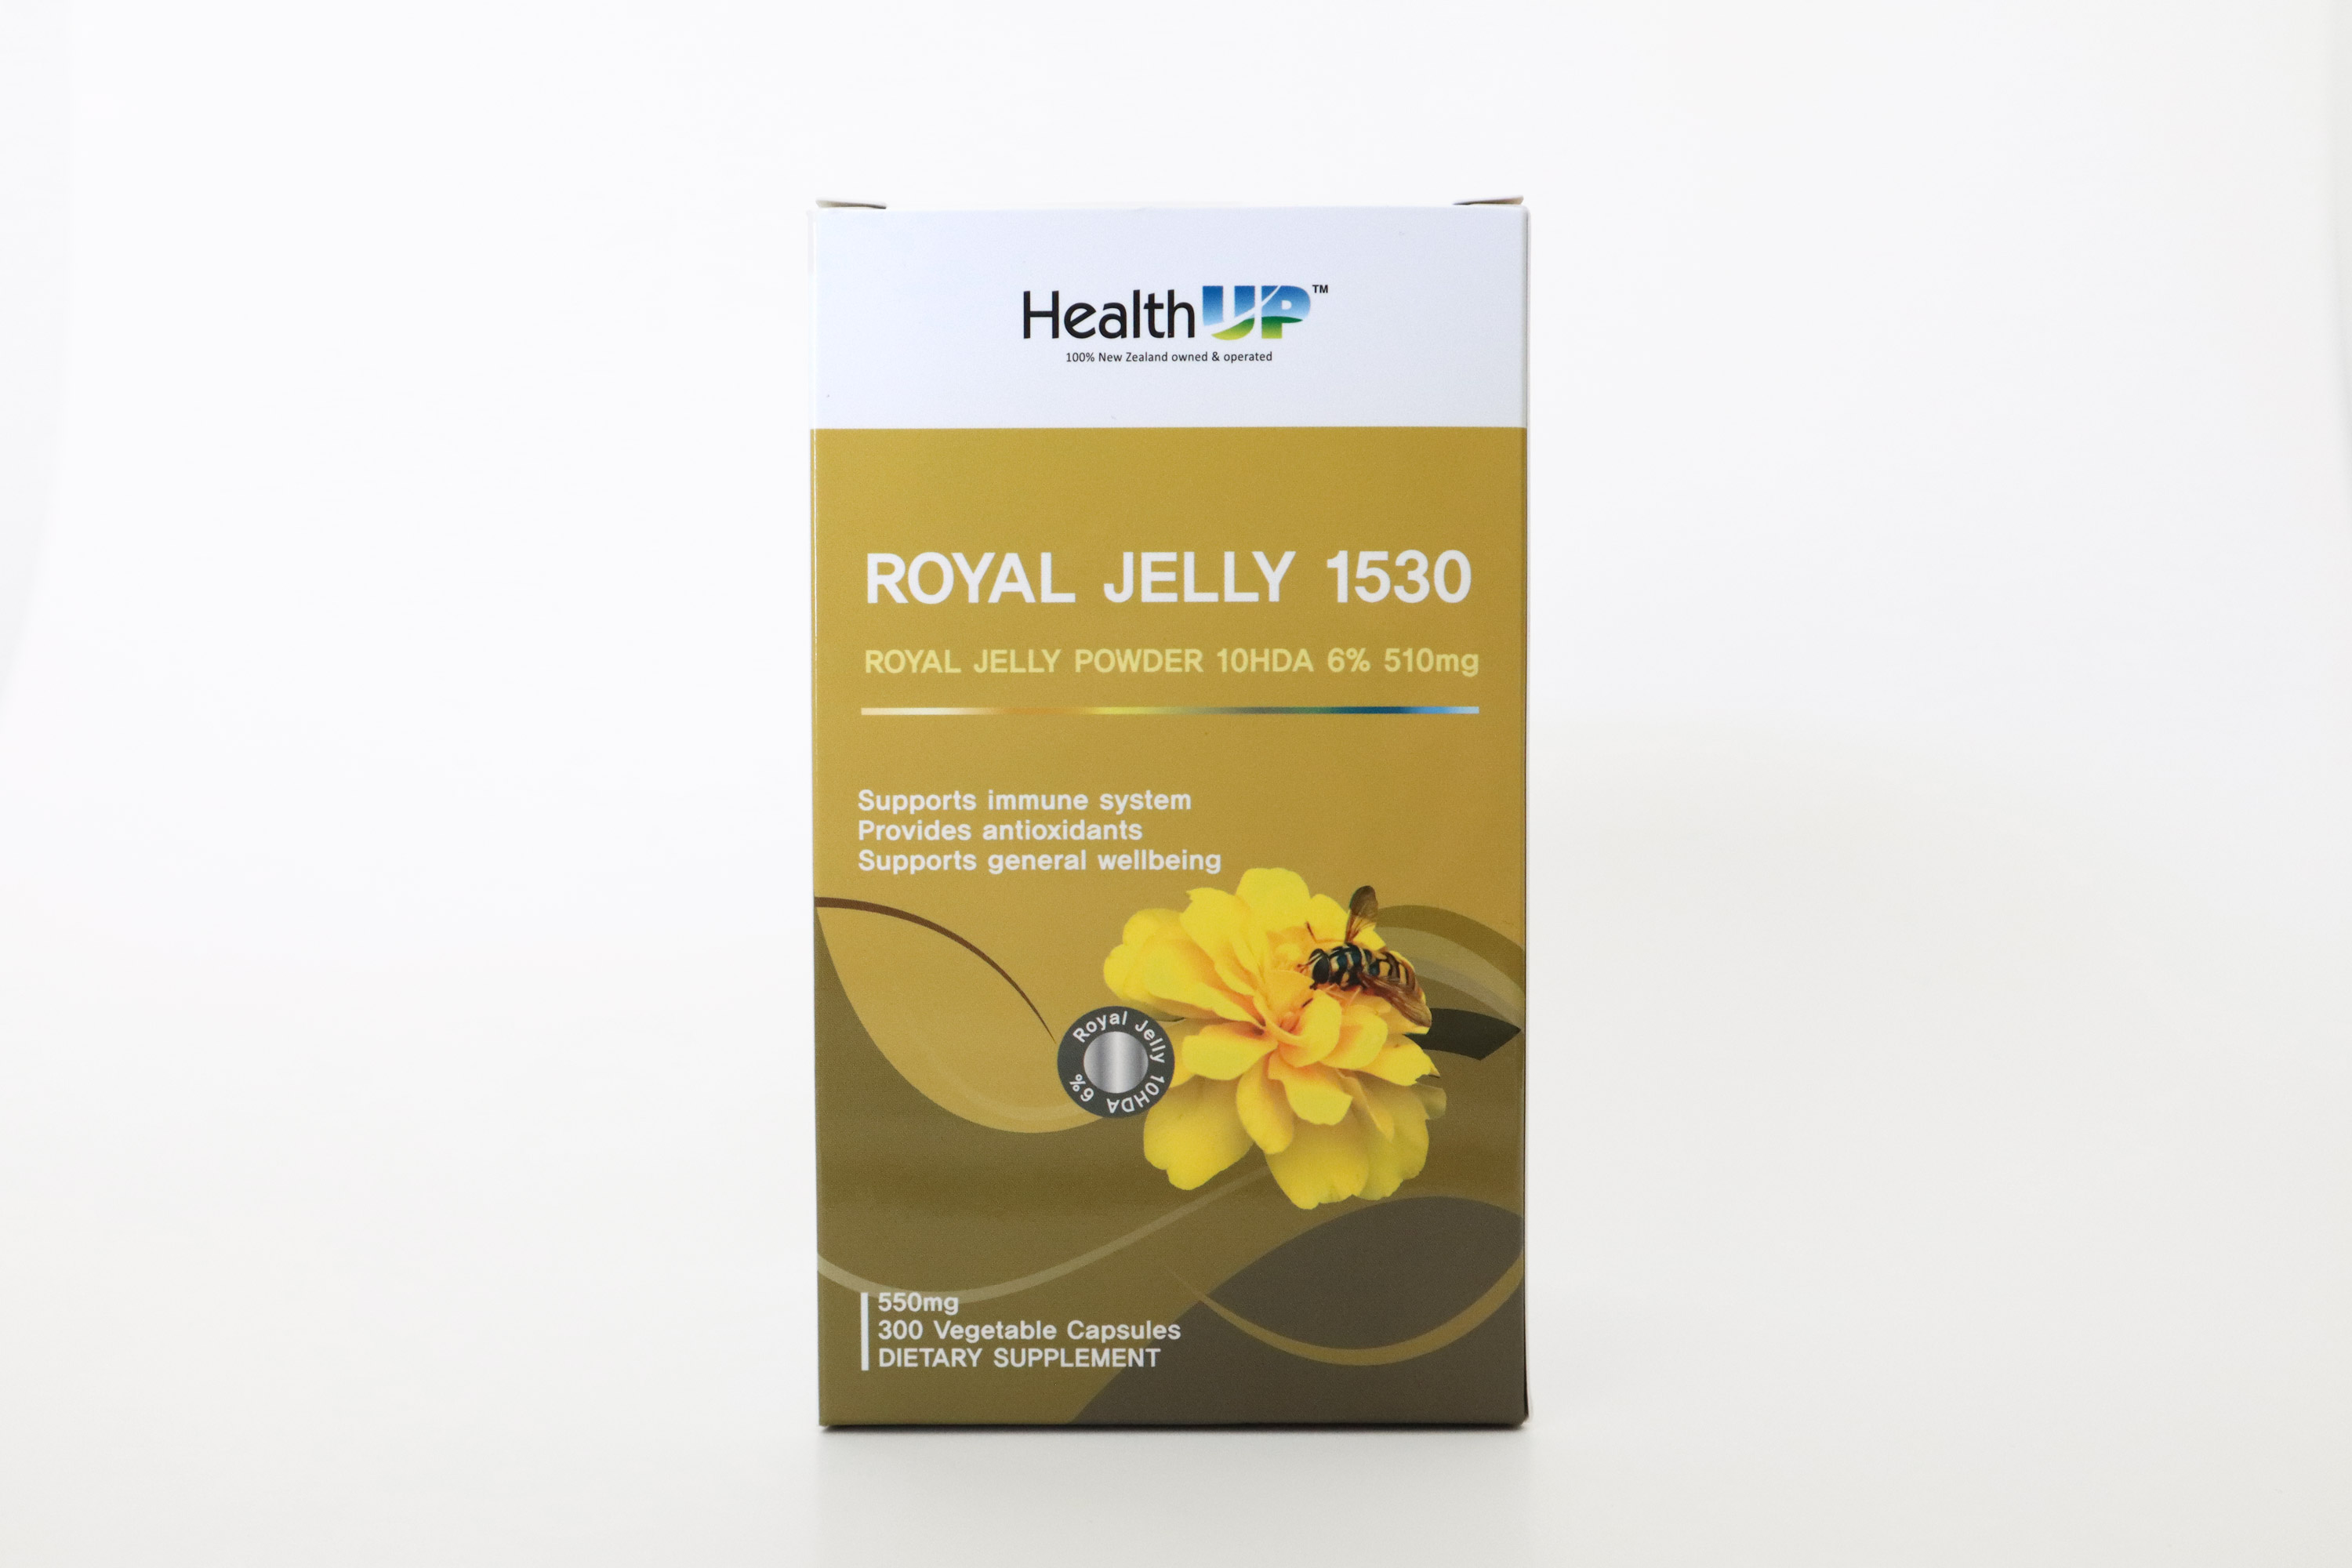 HealthUP™
100% New Zealand owned & operated
ROYAL JELLY 1530
ROYAL JELLY POWDER 10HDA 6% 510mg
Supports immune system
Provides antioxidants
Supports general wellbeing
Royal Jelly 10HDA 6%
550mg
300 Vegetable Capsules
DIETARY SUPPLEMENT